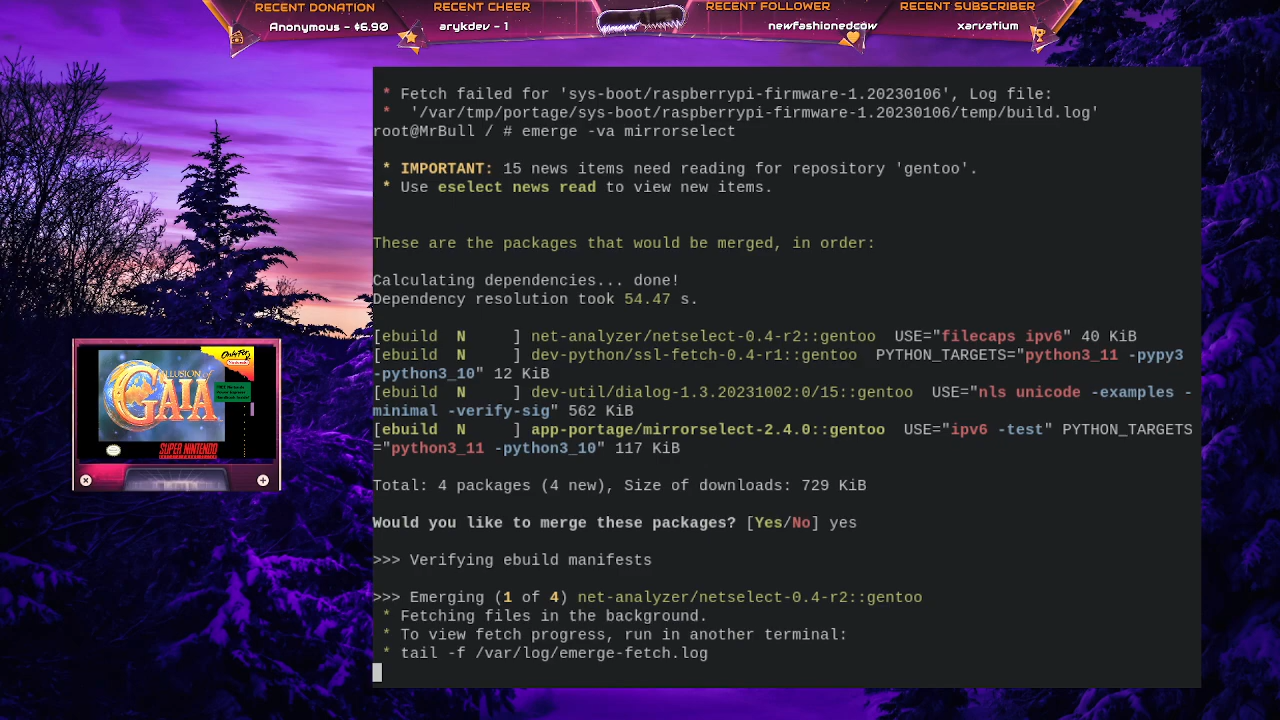 RECENT DONATION
Anonymous - $6.90
RECENT CHEER
arykdev - 1
RECENT FOLLOWER
newfashionedcow
RECENT SUBSCRIBER
xarvatium
* Fetch failed for 'sys-boot/raspberrypi-firmware-1.20230106', Log file:
*  '/var/tmp/portage/sys-boot/raspberrypi-firmware-1.20230106/temp/build.log'
root@MrBull / # emerge -va mirrorselect
* IMPORTANT: 15 news items need reading for repository 'gentoo'.
* Use eselect news read to view new items.
These are the packages that would be merged, in order:
Calculating dependencies... done!
Dependency resolution took 54.47 s.
[ebuild  N     ] net-analyzer/netselect-0.4-r2::gentoo  USE="filecaps ipv6" 40 KiB
[ebuild  N     ] dev-python/ssl-fetch-0.4-r1::gentoo  PYTHON_TARGETS="python3_11 -pypy3
-python3_10" 12 KiB
[ebuild  N     ] dev-util/dialog-1.3.20231002:0/15::gentoo  USE="nls unicode -examples -
minimal -verify-sig" 562 KiB
[ebuild  N     ] app-portage/mirrorselect-2.4.0::gentoo  USE="ipv6 -test" PYTHON_TARGETS
="python3_11 -python3_10" 117 KiB
Total: 4 packages (4 new), Size of downloads: 729 KiB
Would you like to merge these packages? [Yes/No] yes
>>> Verifying ebuild manifests
>>> Emerging (1 of 4) net-analyzer/netselect-0.4-r2::gentoo
* Fetching files in the background.
* To view fetch progress, run in another terminal:
* tail -f /var/log/emerge-fetch.log
Only For
Nintendo
ILLUSION of
GAIA
SUPER NINTENDO